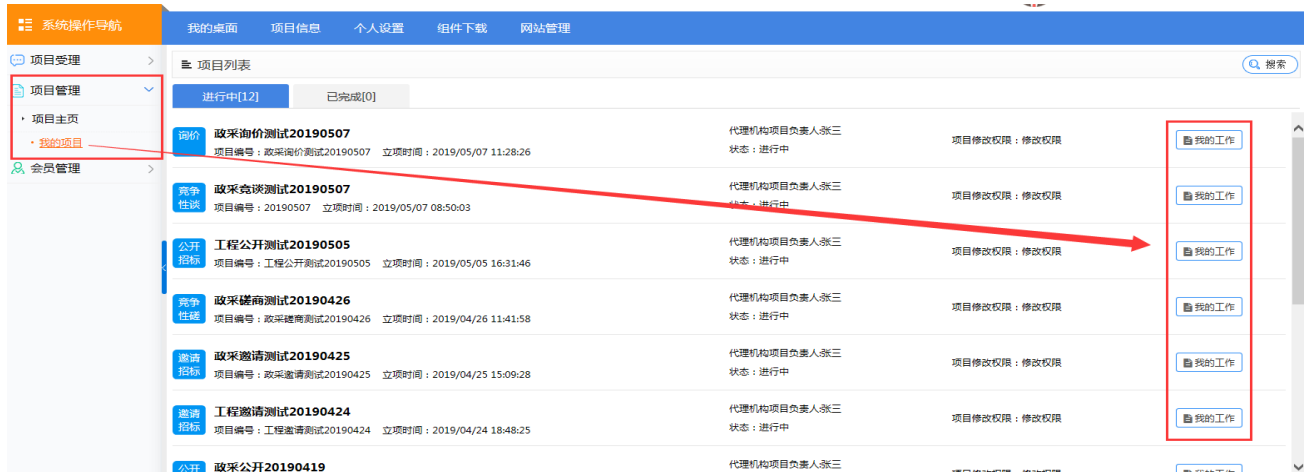 系统操作导航
我的桌面 项目信息 个人设置 组件下载 网站管理
项目受理
项目管理
项目主页
我的项目
会员管理
项目列表
搜索
进行中[12] 已完成[0]
询价
政采询价测试20190507
项目编号：政采询价测试20190507 立项时间：2019/05/07 11:28:26
代理机构项目负责人:张三
状态：进行中
项目修改权限：修改权限
我的工作
竞争
性谈
政采竞谈测试20190507
项目编号：20190507 立项时间：2019/05/07 08:50:03
代理机构项目负责人:张三
状态：进行中
项目修改权限：修改权限
我的工作
公开
招标
工程公开测试20190505
项目编号：工程公开测试20190505 立项时间：2019/05/05 16:31:46
代理机构项目负责人:张三
状态：进行中
项目修改权限：修改权限
我的工作
竞争
性磋
政采磋商测试20190426
项目编号：政采磋商测试20190426 立项时间：2019/04/26 11:41:58
代理机构项目负责人:张三
状态：进行中
项目修改权限：修改权限
我的工作
邀请
招标
政采邀请测试20190425
项目编号：政采邀请测试20190425 立项时间：2019/04/25 15:09:28
代理机构项目负责人:张三
状态：进行中
项目修改权限：修改权限
我的工作
邀请
招标
工程邀请测试20190424
项目编号：工程邀请测试20190424 立项时间：2019/04/24 18:48:25
代理机构项目负责人:张三
状态：进行中
项目修改权限：修改权限
我的工作
公开
政采公开20190419
代理机构项目负责人:张三
项目修改权限：修改权限
我的工作